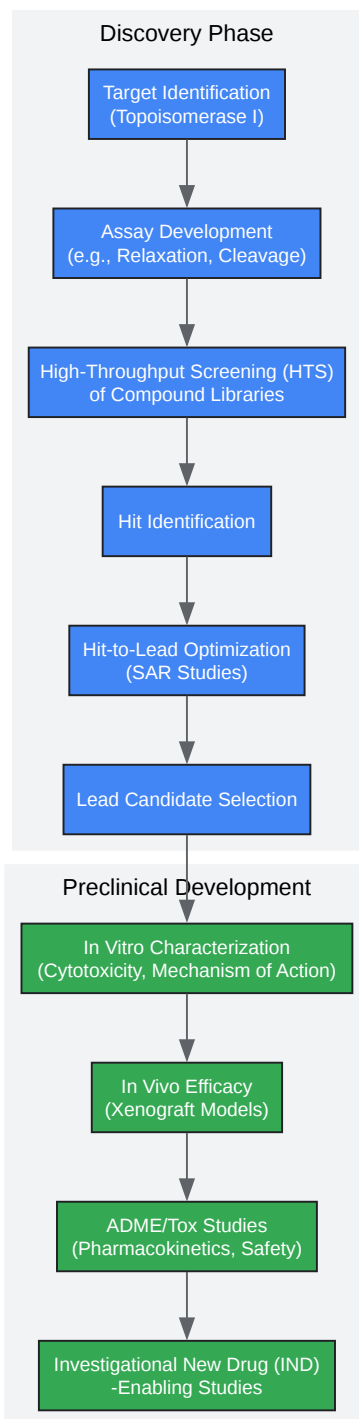 Discovery Phase
Target Identification
(Topoisomerase I)
Assay Development
(e.g., Relaxation, Cleavage)
High-Throughput Screening (HTS)
of Compound Libraries
Hit Identification
Hit-to-Lead Optimization
(SAR Studies)
Lead Candidate Selection
Preclinical Development
In Vitro Characterization
(Cytotoxicity, Mechanism of Action)
In Vivo Efficacy
(Xenograft Models)
ADME/Tox Studies
(Pharmacokinetics, Safety)
Investigational New Drug (IND)
-Enabling Studies